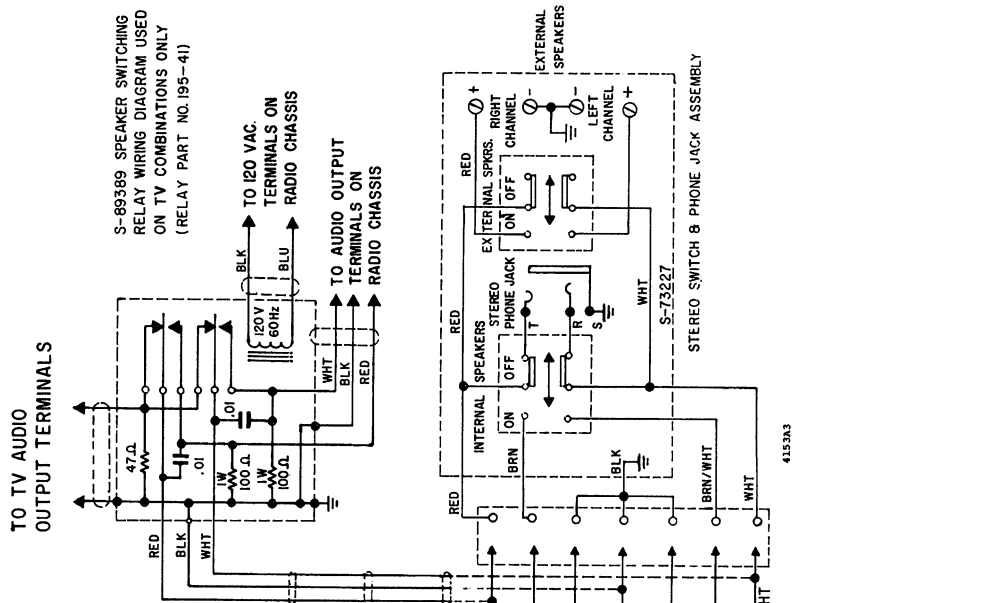 S-89389 SPEAKER SWITCHING
RELAY WIRING DIAGRAM USED
ON TV COMBINATIONS ONLY
(RELAY PART NO. 195-41)
TO 120 VAC.
TERMINALS ON
RADIO CHASSIS
TO AUDIO OUTPUT
TERMINALS ON
RADIO CHASSIS
BLK
BLU
120 V
60Hz
WHT
BLK
RED
TO TV AUDIO
OUTPUT TERMINALS
47Ω
.01
.01
1W
100Ω
1W
100Ω
RED
BLK
WHT
EXTERNAL
SPEAKERS
+
RIGHT
CHANNEL
-
-
LEFT
CHANNEL
+
RED
EXTERNAL SPKRS.
ON
OFF
STEREO
PHONE JACK
T
R
S
RED
WHT
S-73227
STEREO SWITCH & PHONE JACK ASSEMBLY
INTERNAL SPEAKERS
ON
OFF
BRN
BLK
RED
BRN/WHT
WHT
4153A3
HT